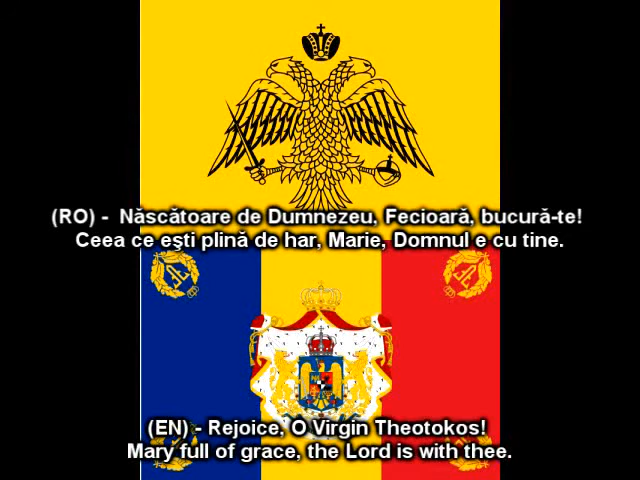 (RO) - Născătoare de Dumnezeu, Fecioară, bucură-te!
Ceea ce eşti plină de har, Marie, Domnul e cu tine.
(EN) - Rejoice, O Virgin Theotokos!
Mary full of grace, the Lord is with thee.